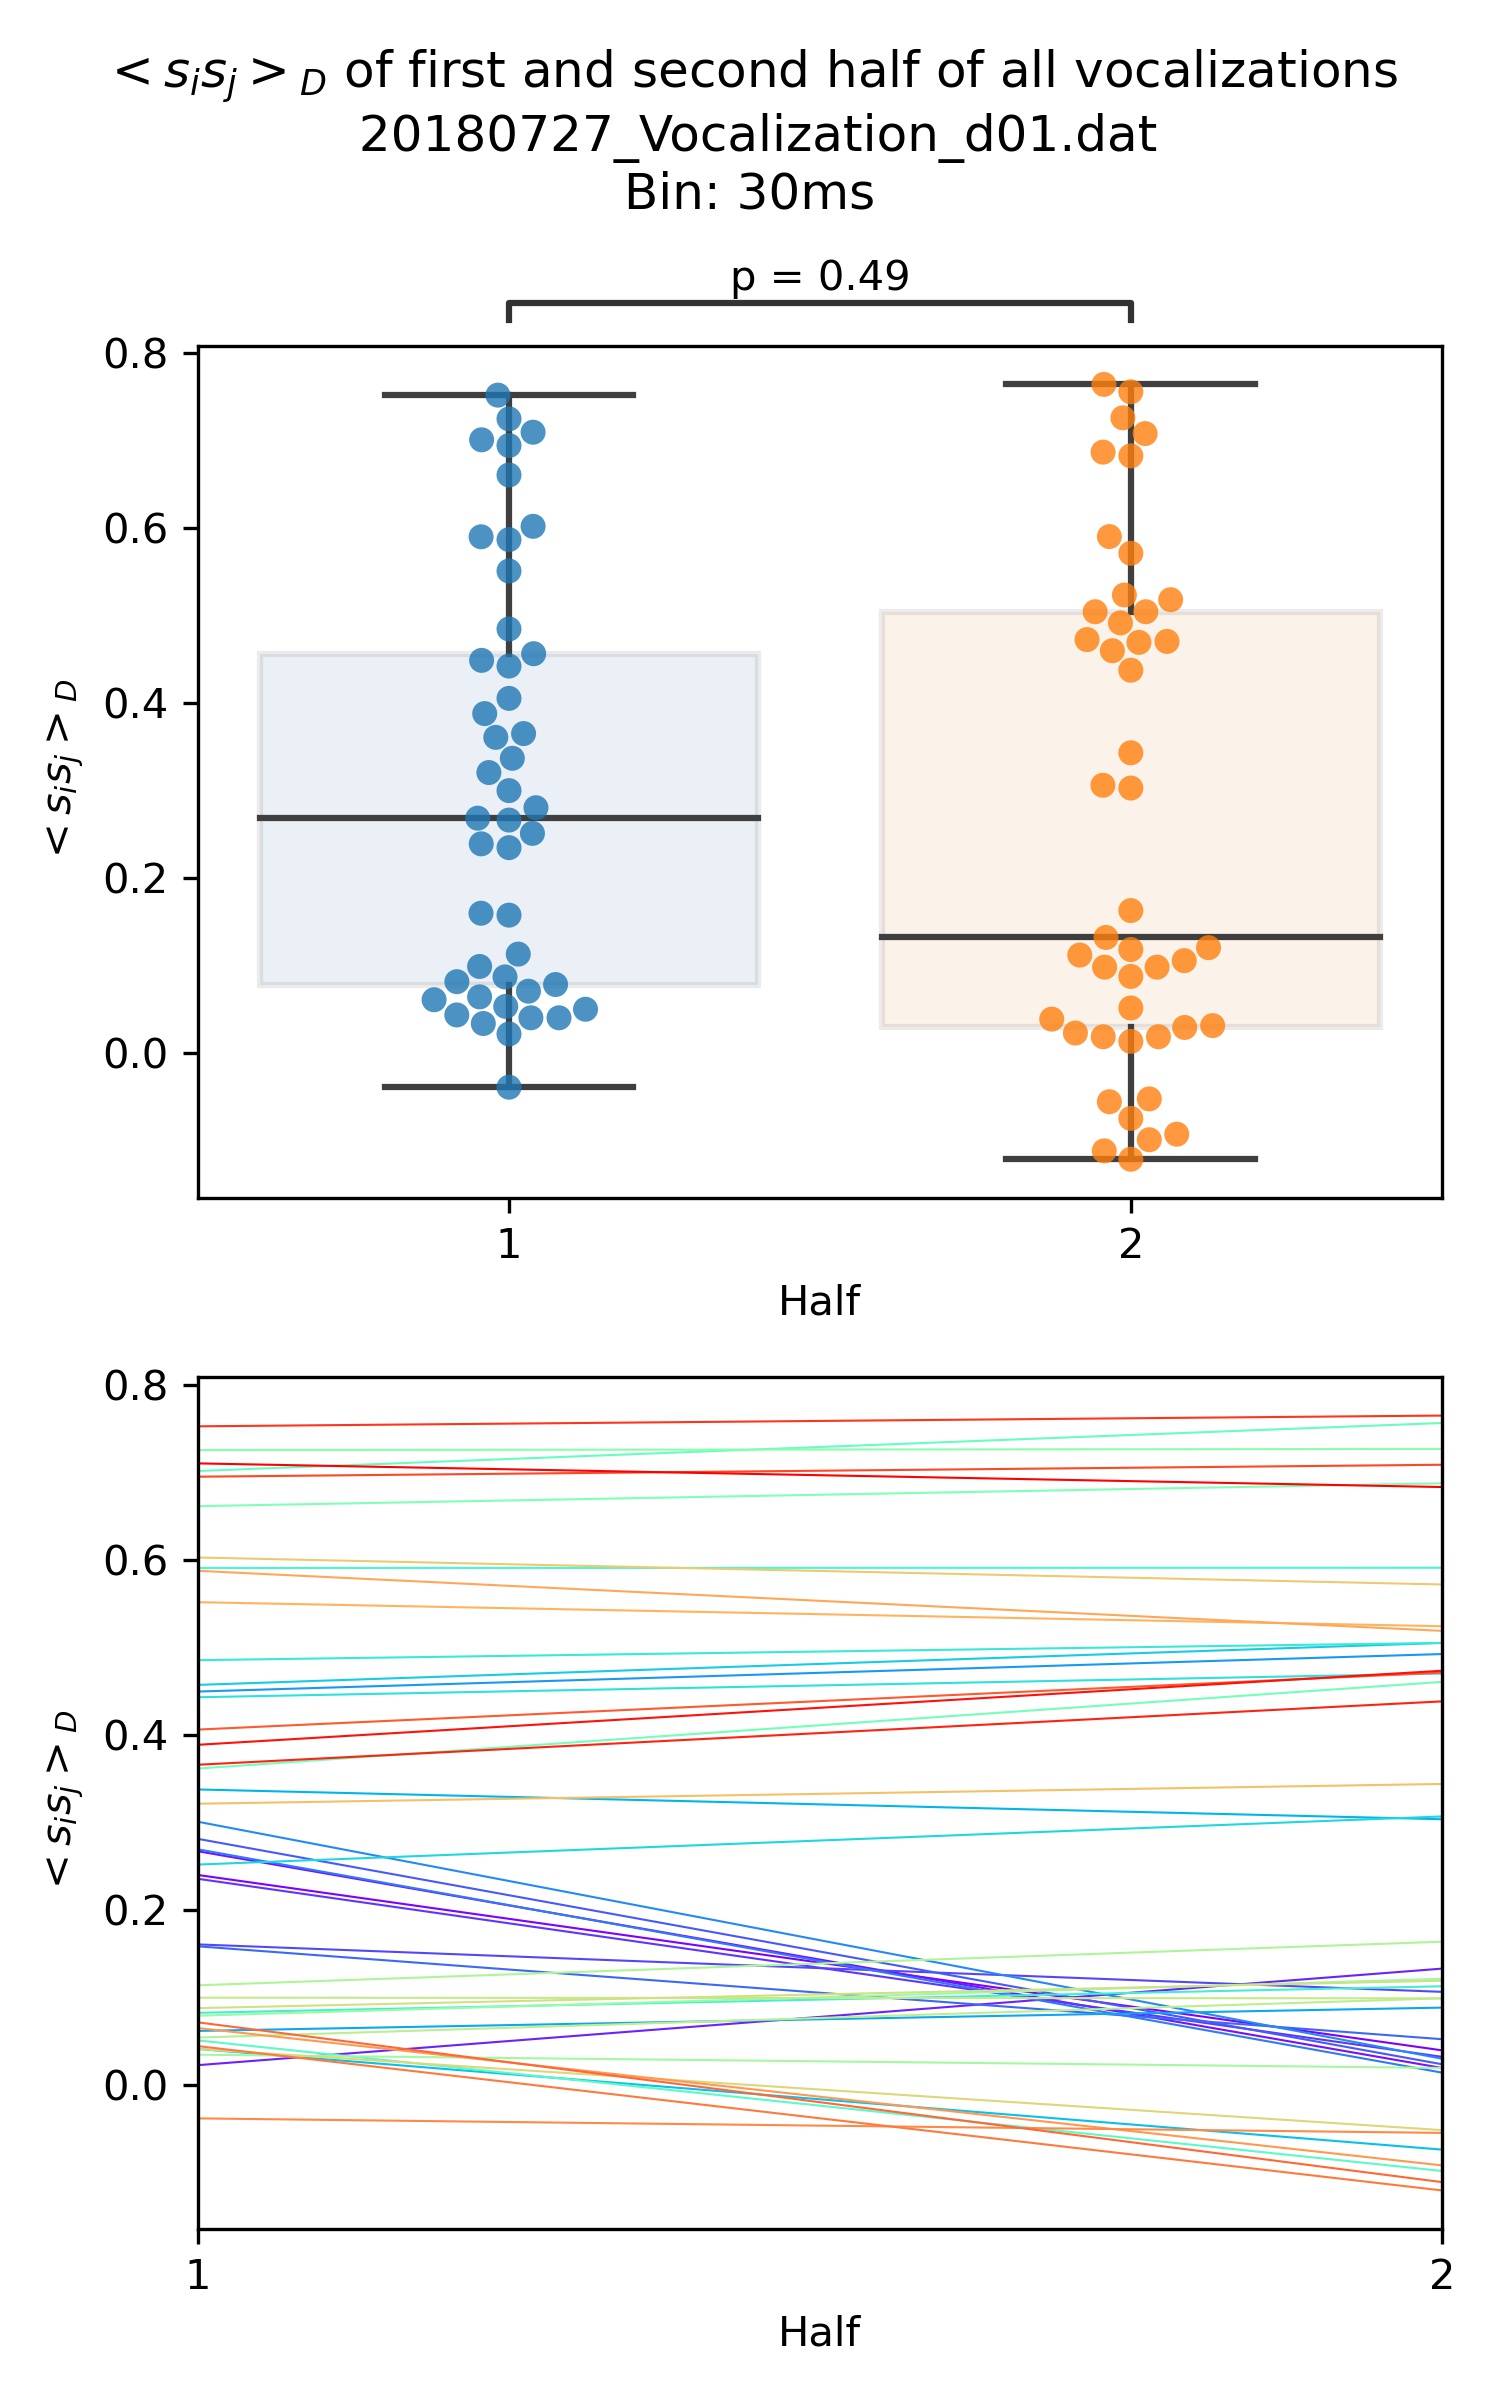 < s_i s_j >_D of first and second half of all vocalizations
20180727_Vocalization_d01.dat
Bin: 30ms
p = 0.49
0.8
0.6
0.4
0.2
0.0
< s_i s_j >_D
1 2
Half
0.8
0.6
0.4
0.2
0.0
< s_i s_j >_D
1 2
Half